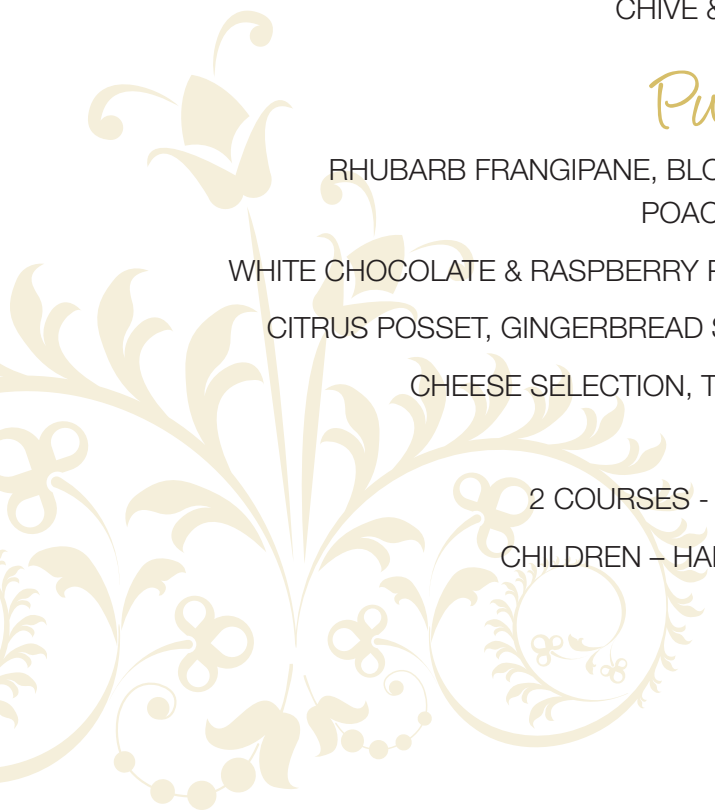 CHIVE &
Pu
RHUBARB FRANGIPANE, BLO
POAC
WHITE CHOCOLATE & RASPBERRY
CITRUS POSSET, GINGERBREAD
CHEESE SELECTION, T
2 COURSES -
CHILDREN – HA